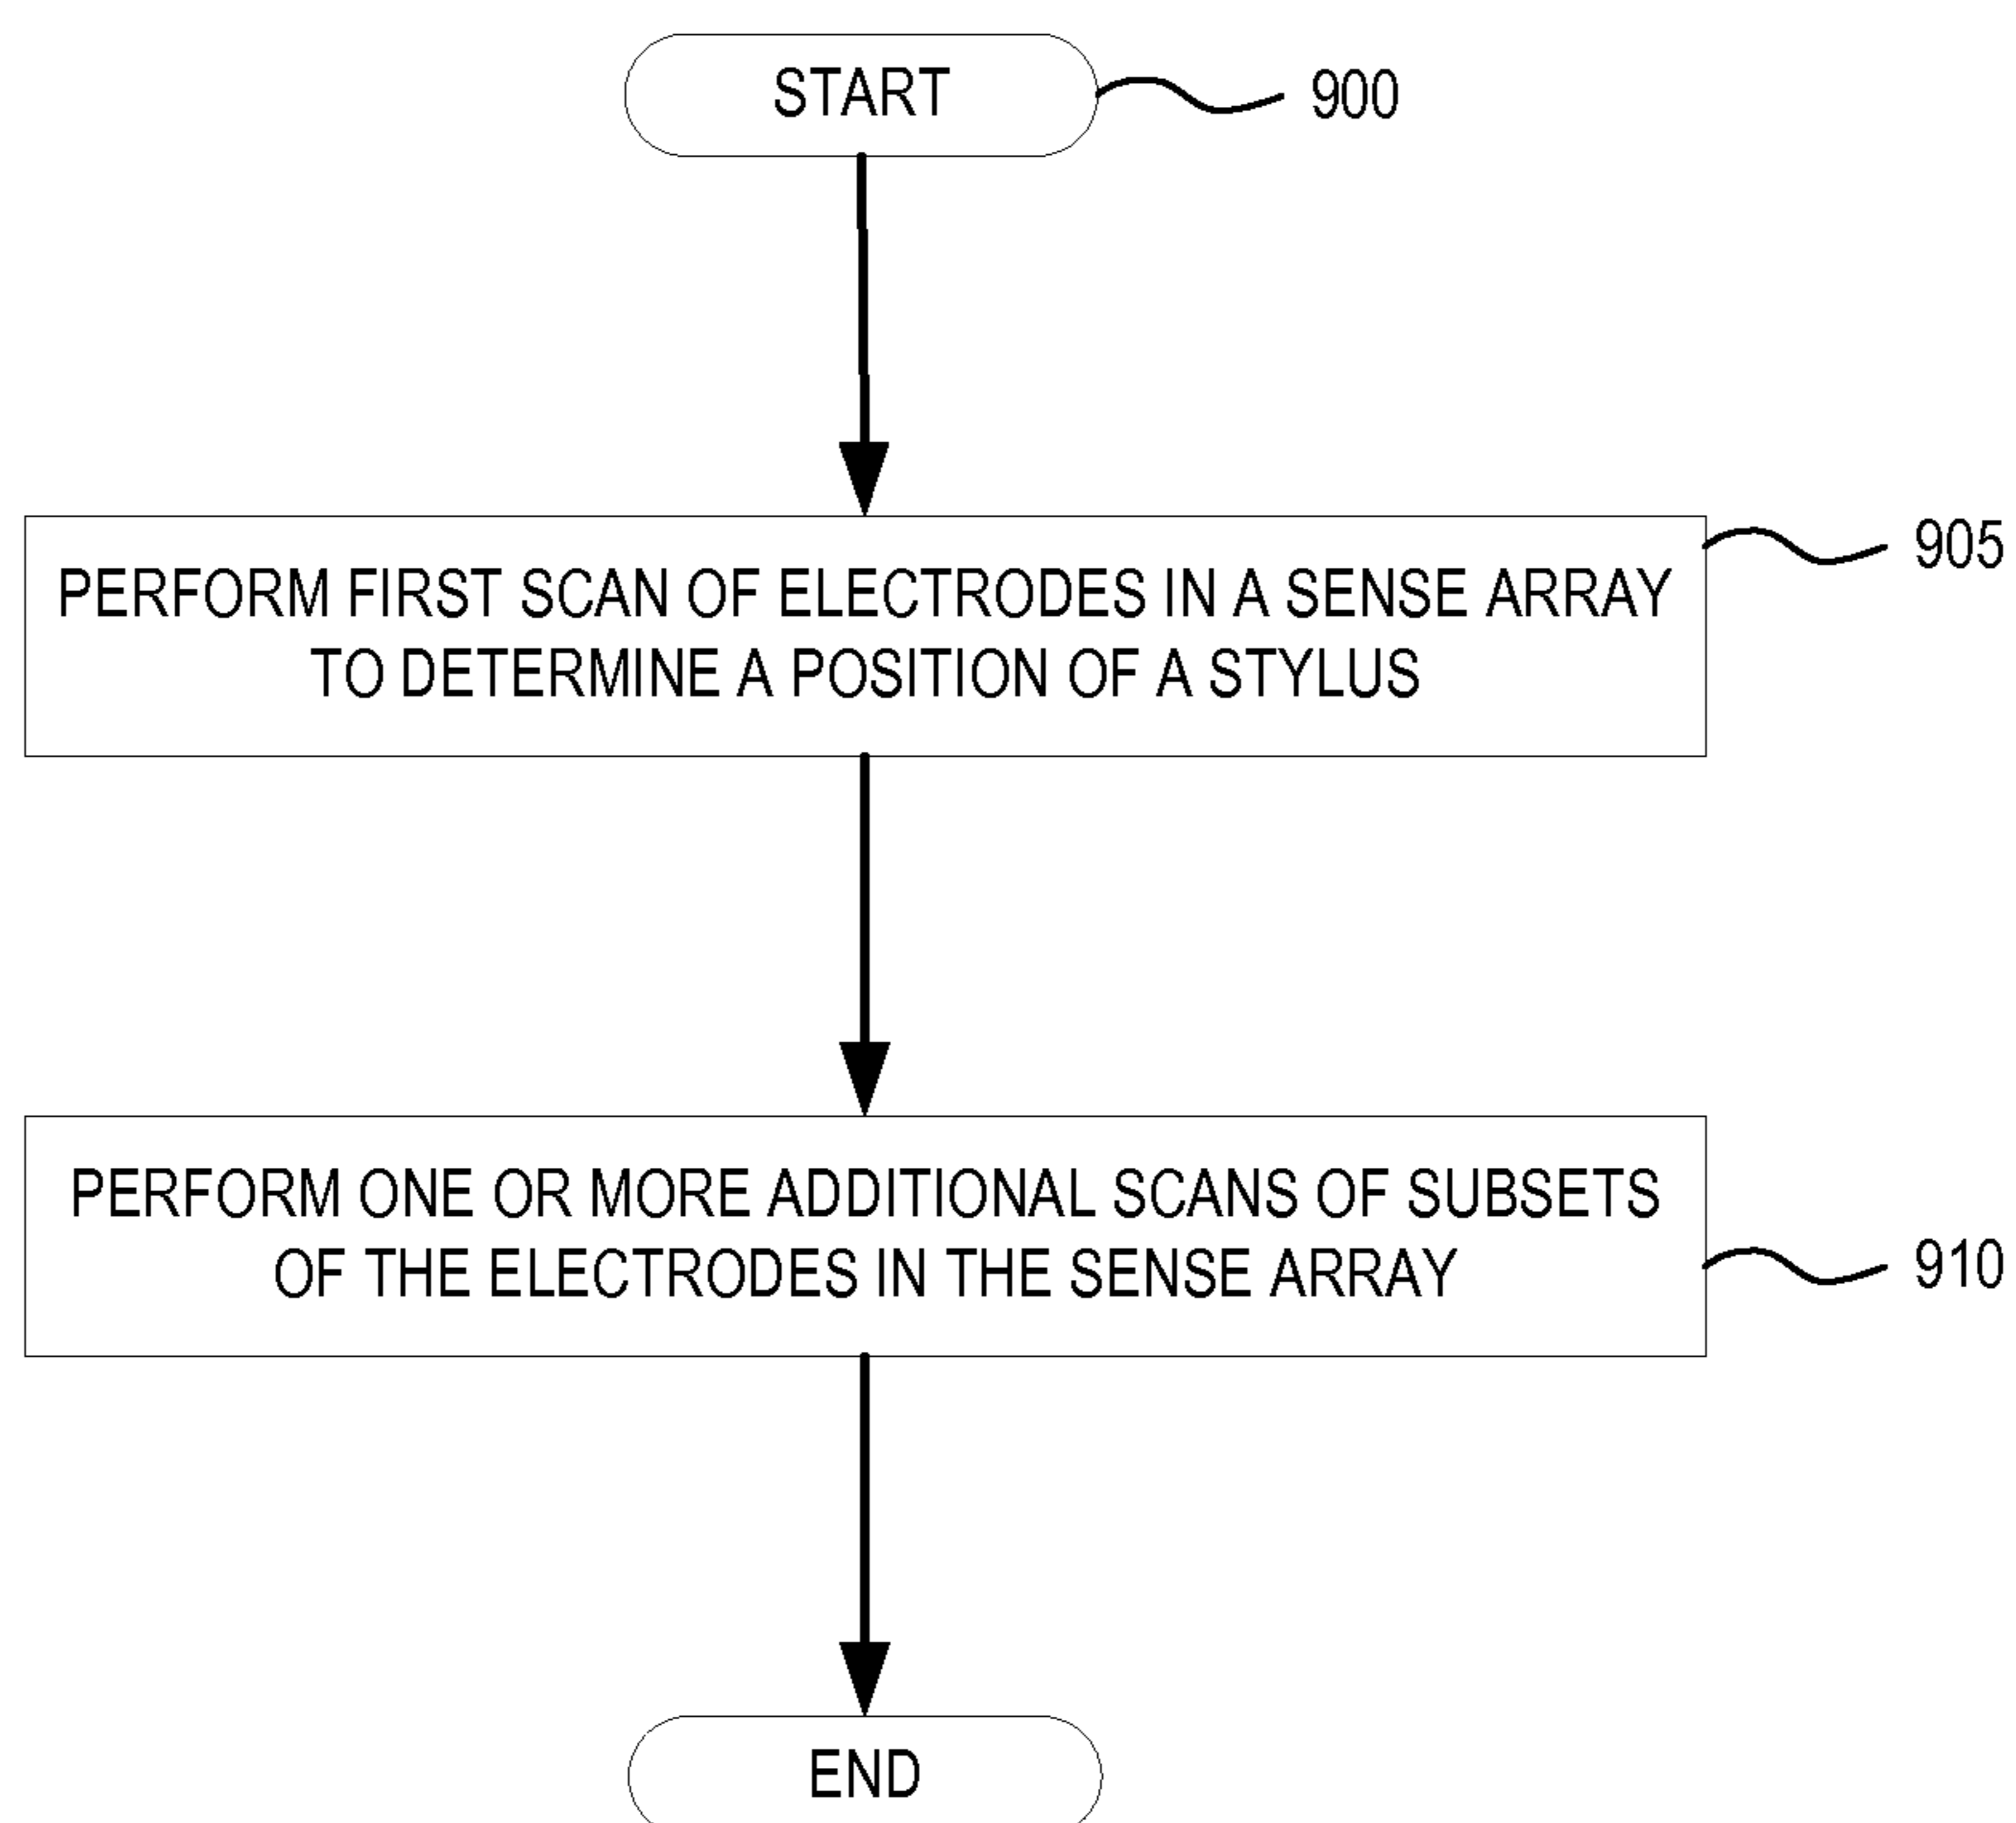 START
900
PERFORM FIRST SCAN OF ELECTRODES IN A SENSE ARRAY
TO DETERMINE A POSITION OF A STYLUS
905
PERFORM ONE OR MORE ADDITIONAL SCANS OF SUBSETS
OF THE ELECTRODES IN THE SENSE ARRAY
910
END